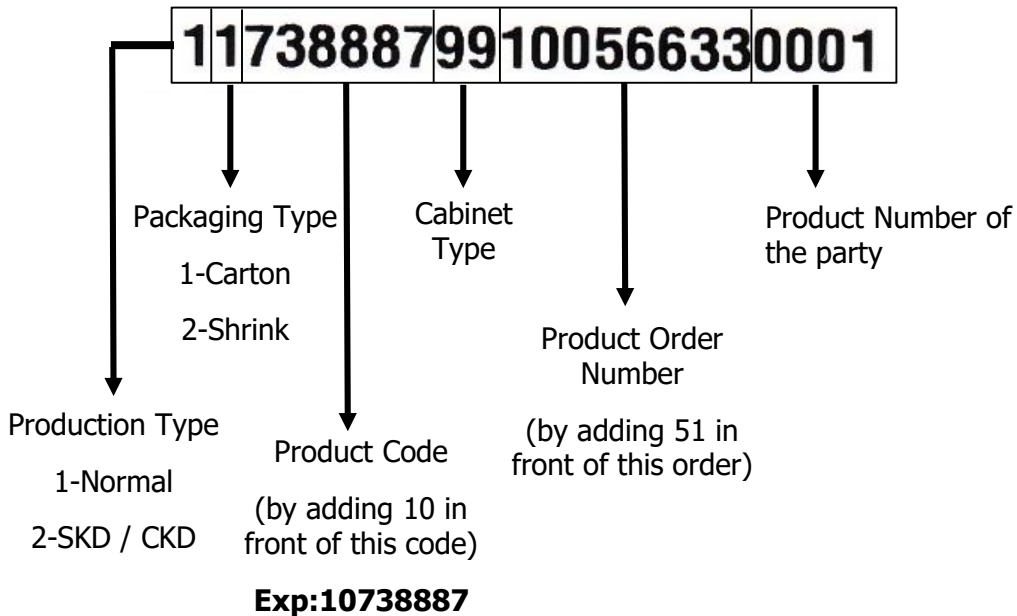 1173888799100566330001
Packaging Type
1-Carton
2-Shrink
Cabinet
Type
Product Number of
the party
Product Order
Number
(by adding 51 in
front of this order)
Production Type
1-Normal
2-SKD / CKD
Product Code
(by adding 10 in
front of this code)
Exp:10738887